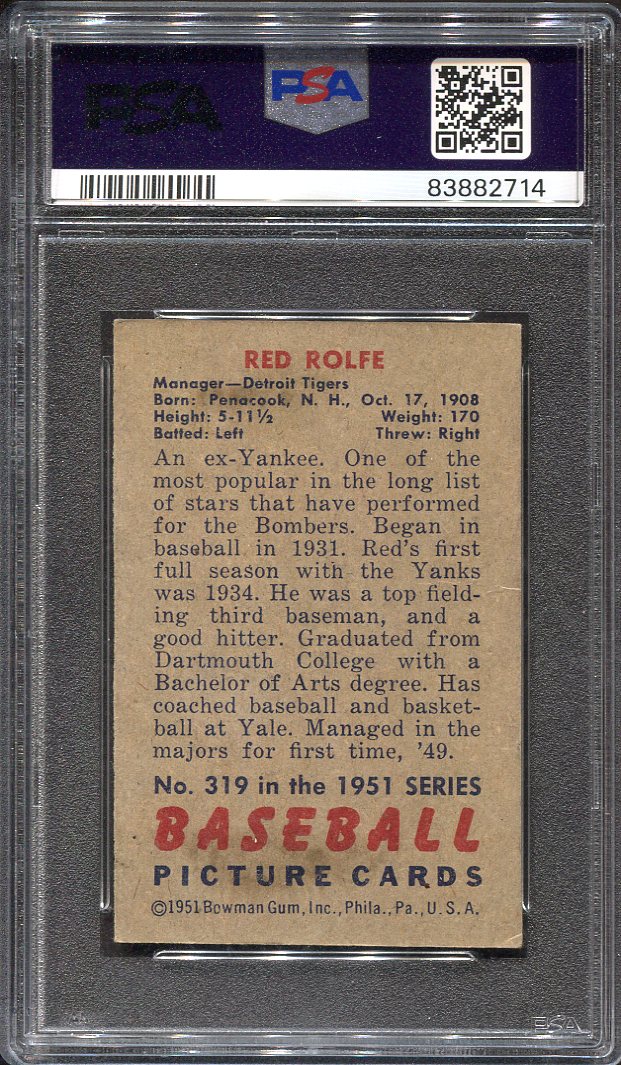 PSA
PSA
83882714
RED ROLFE
Manager—Detroit Tigers
Born: Penacook, N. H., Oct. 17, 1908
Height: 5-11½ Weight: 170
Batted: Left Threw: Right
An ex-Yankee. One of the
most popular in the long list
of stars that have performed
for the Bombers. Began in
baseball in 1931. Red's first
full season with the Yanks
was 1934. He was a top field-
ing third baseman, and a
good hitter. Graduated from
Dartmouth College with a
Bachelor of Arts degree. Has
coached baseball and basket-
ball at Yale. Managed in the
majors for first time, '49.
No. 319 in the 1951 SERIES
BASEBALL
PICTURE CARDS
©1951 Bowman Gum, Inc., Phila., Pa., U. S. A.
PSA